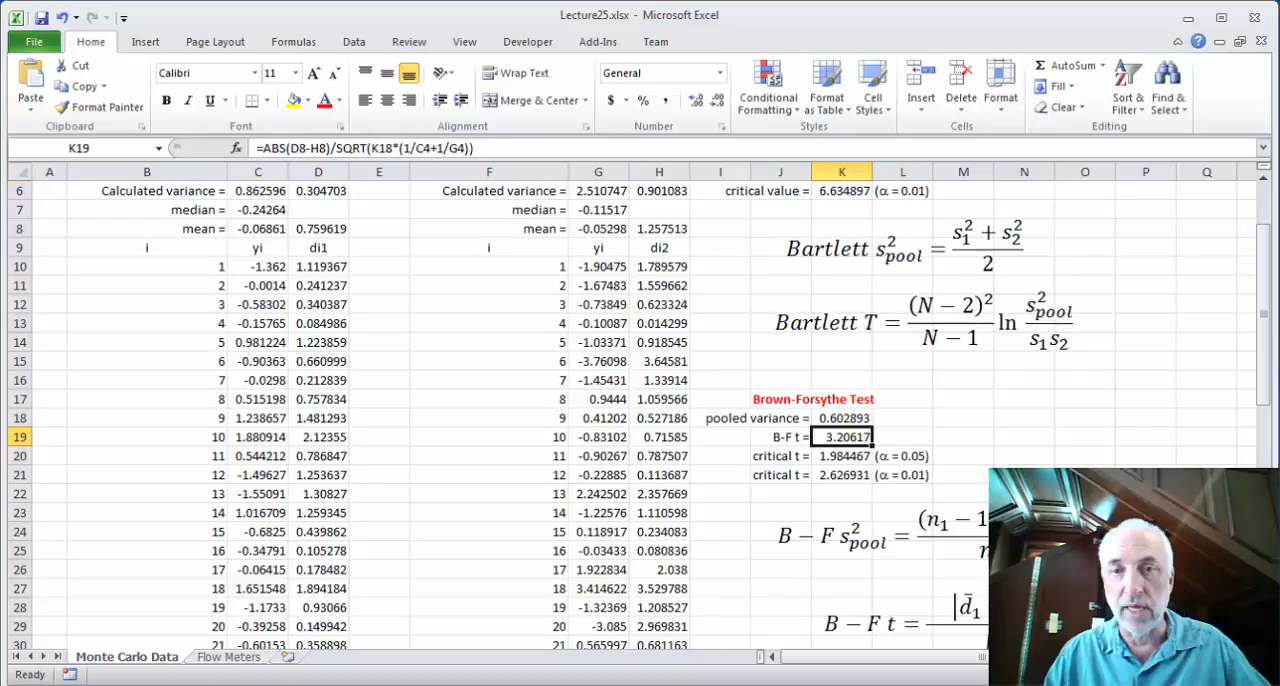 Lecture25.xlsx - Microsoft Excel
File Home Insert Page Layout Formulas Data Review View Developer Add-Ins Team
Paste Cut Copy Format Painter Clipboard
Calibri 11 B I U Font
Wrap Text Merge & Center Alignment
General $ % , Number
Conditional Formatting Format as Table Cell Styles Styles
Insert Delete Format Cells
AutoSum Fill Clear Sort & Filter Find & Select Editing
K19 fx =ABS(D8-H8)/SQRT(K18*(1/C4+1/G4))
A B C D E F G H I J K L M N O P Q
6 Calculated variance = 0.862596 0.304703 Calculated variance = 2.510747 0.901083 critical value = 6.634897 (α = 0.01)
7 median = -0.24264 median = -0.11517
8 mean = -0.06861 0.759619 mean = -0.05298 1.257513
9 i yi di1 i yi di2
10 1 -1.362 1.119367 1 -1.90475 1.789579
11 2 -0.0014 0.241237 2 -1.67483 1.559662
12 3 -0.58302 0.340387 3 -0.73849 0.623324
13 4 -0.15765 0.084986 4 -0.10087 0.014299
14 5 0.981224 1.223859 5 -1.03371 0.918545
15 6 -0.90363 0.660999 6 -3.76098 3.64581
16 7 -0.0298 0.212839 7 -1.45431 1.33914
17 8 0.515198 0.757834 8 0.9444 1.059566 Brown-Forsythe Test
18 9 1.238657 1.481293 9 0.41202 0.527186 pooled variance = 0.602893
19 10 1.880914 2.12355 10 -0.83102 0.71585 B-F t = 3.20617
20 11 0.544212 0.786847 11 -0.90267 0.787507 critical t = 1.984467 (α = 0.05)
21 12 -1.49627 1.253637 12 -0.22885 0.113687 critical t = 2.626931 (α = 0.01)
22 13 -1.55091 1.30827 13 2.242502 2.357669
23 14 1.016709 1.259345 14 -1.22576 1.110598
24 15 -0.6825 0.439862 15 0.118917 0.234083
25 16 -0.34791 0.105278 16 -0.03433 0.080836
26 17 -0.06415 0.178482 17 1.922834 2.038
27 18 1.651548 1.894184 18 3.414622 3.529788
28 19 -1.1733 0.93066 19 -1.32369 1.208527
29 20 -0.39258 0.149942 20 -3.085 2.969831
30 21 -0.60153 0.358898 21 0.565997 0.681163
Bartlett s²pool = (s₁² + s₂²) / 2
Bartlett T = (N − 2)² / (N − 1) ln s²pool / s₁s₂
B − F s²pool = (n₁ − 1
B − F t = |d̄₁
Monte Carlo Data Flow Meters
Ready